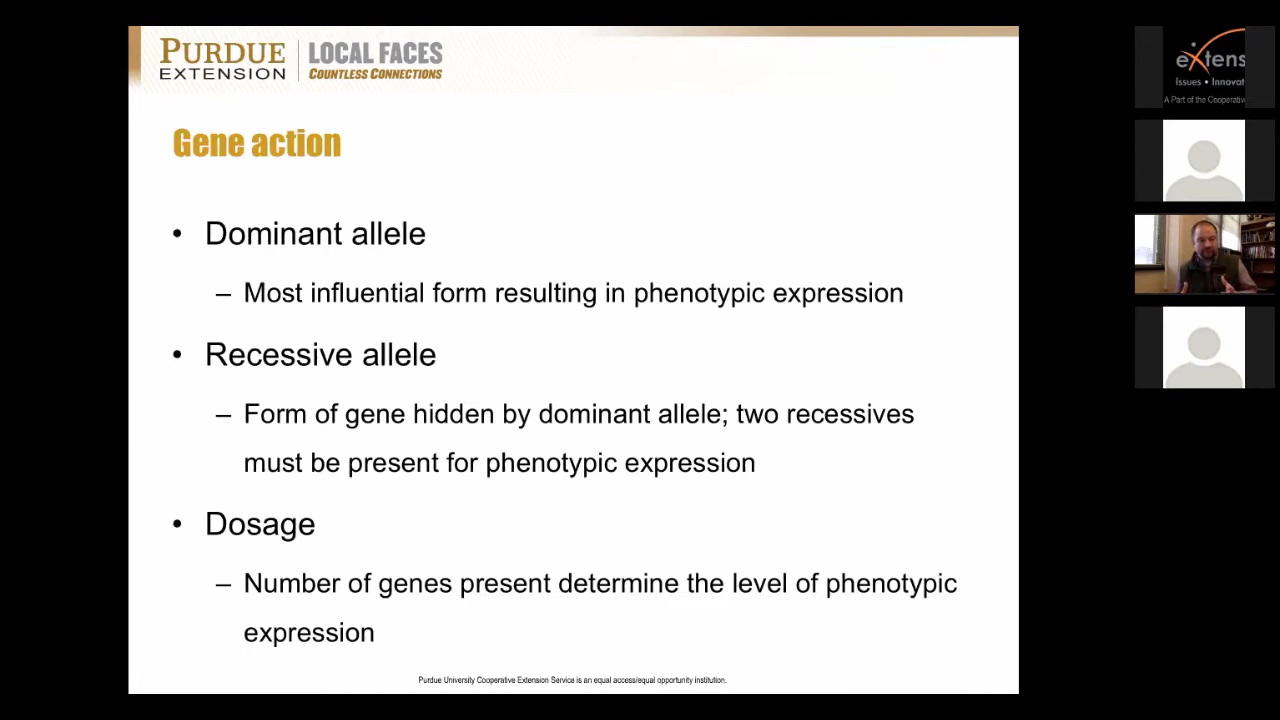 PURDUE
EXTENSION
LOCAL FACES
COUNTLESS CONNECTIONS
Gene action
• Dominant allele
– Most influential form resulting in phenotypic expression
• Recessive allele
– Form of gene hidden by dominant allele; two recessives
must be present for phenotypic expression
• Dosage
– Number of genes present determine the level of phenotypic
expression
Purdue University Cooperative Extension Service is an equal access/equal opportunity institution.
eXtens
Issues • Innovat
A Part of the Cooperativ